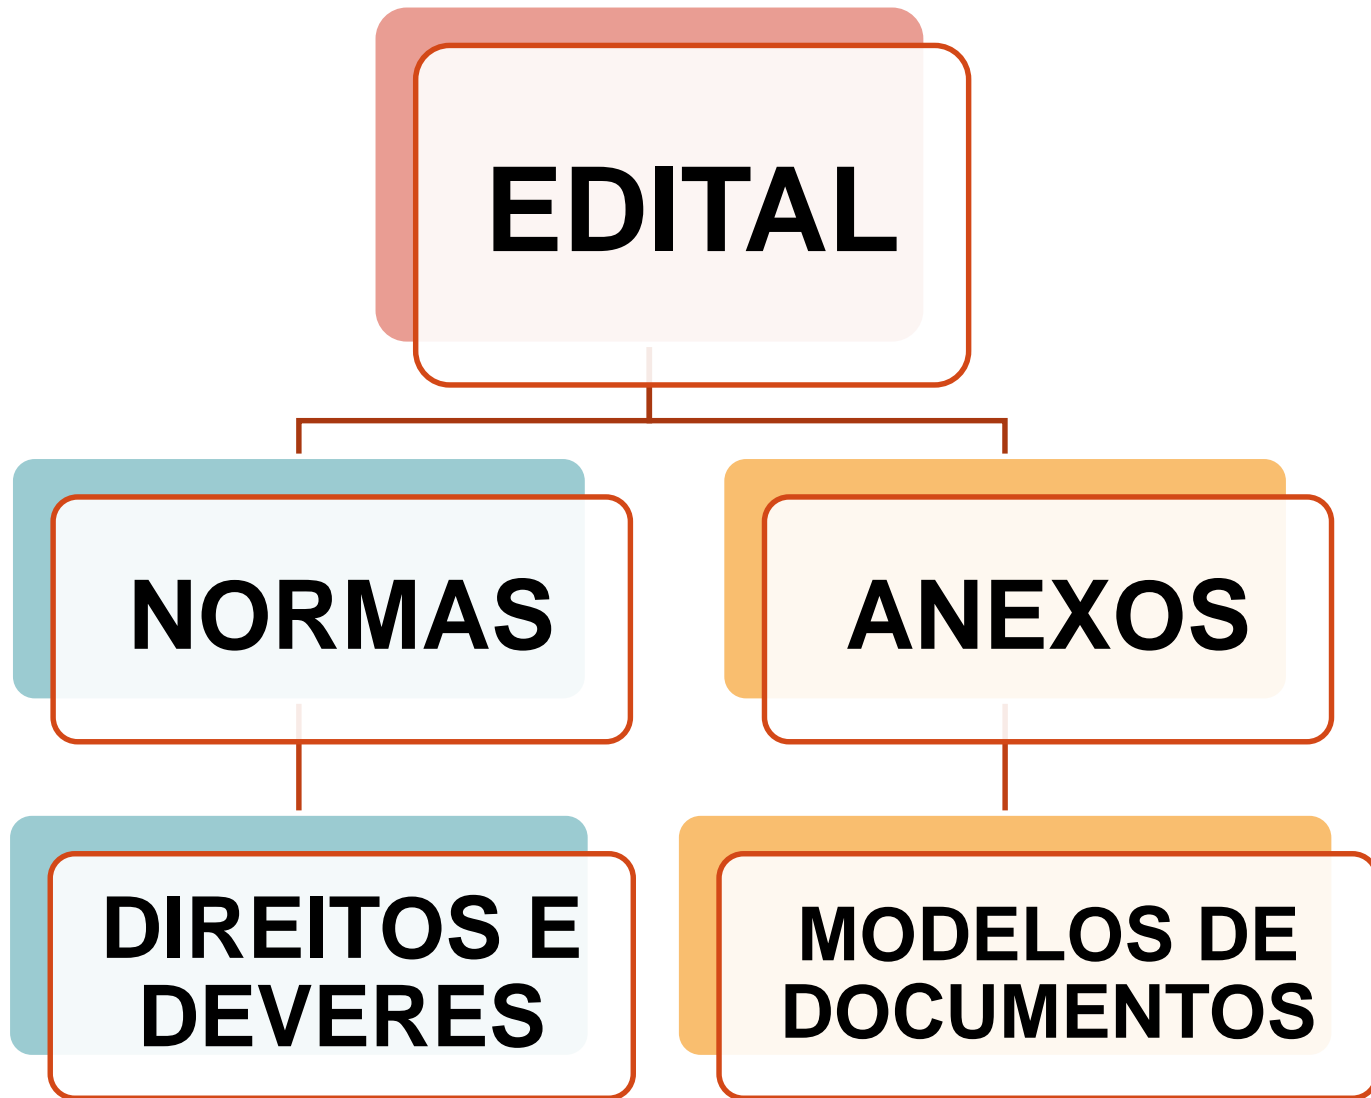 EDITAL
NORMAS
ANEXOS
DIREITOS E
DEVERES
MODELOS DE
DOCUMENTOS